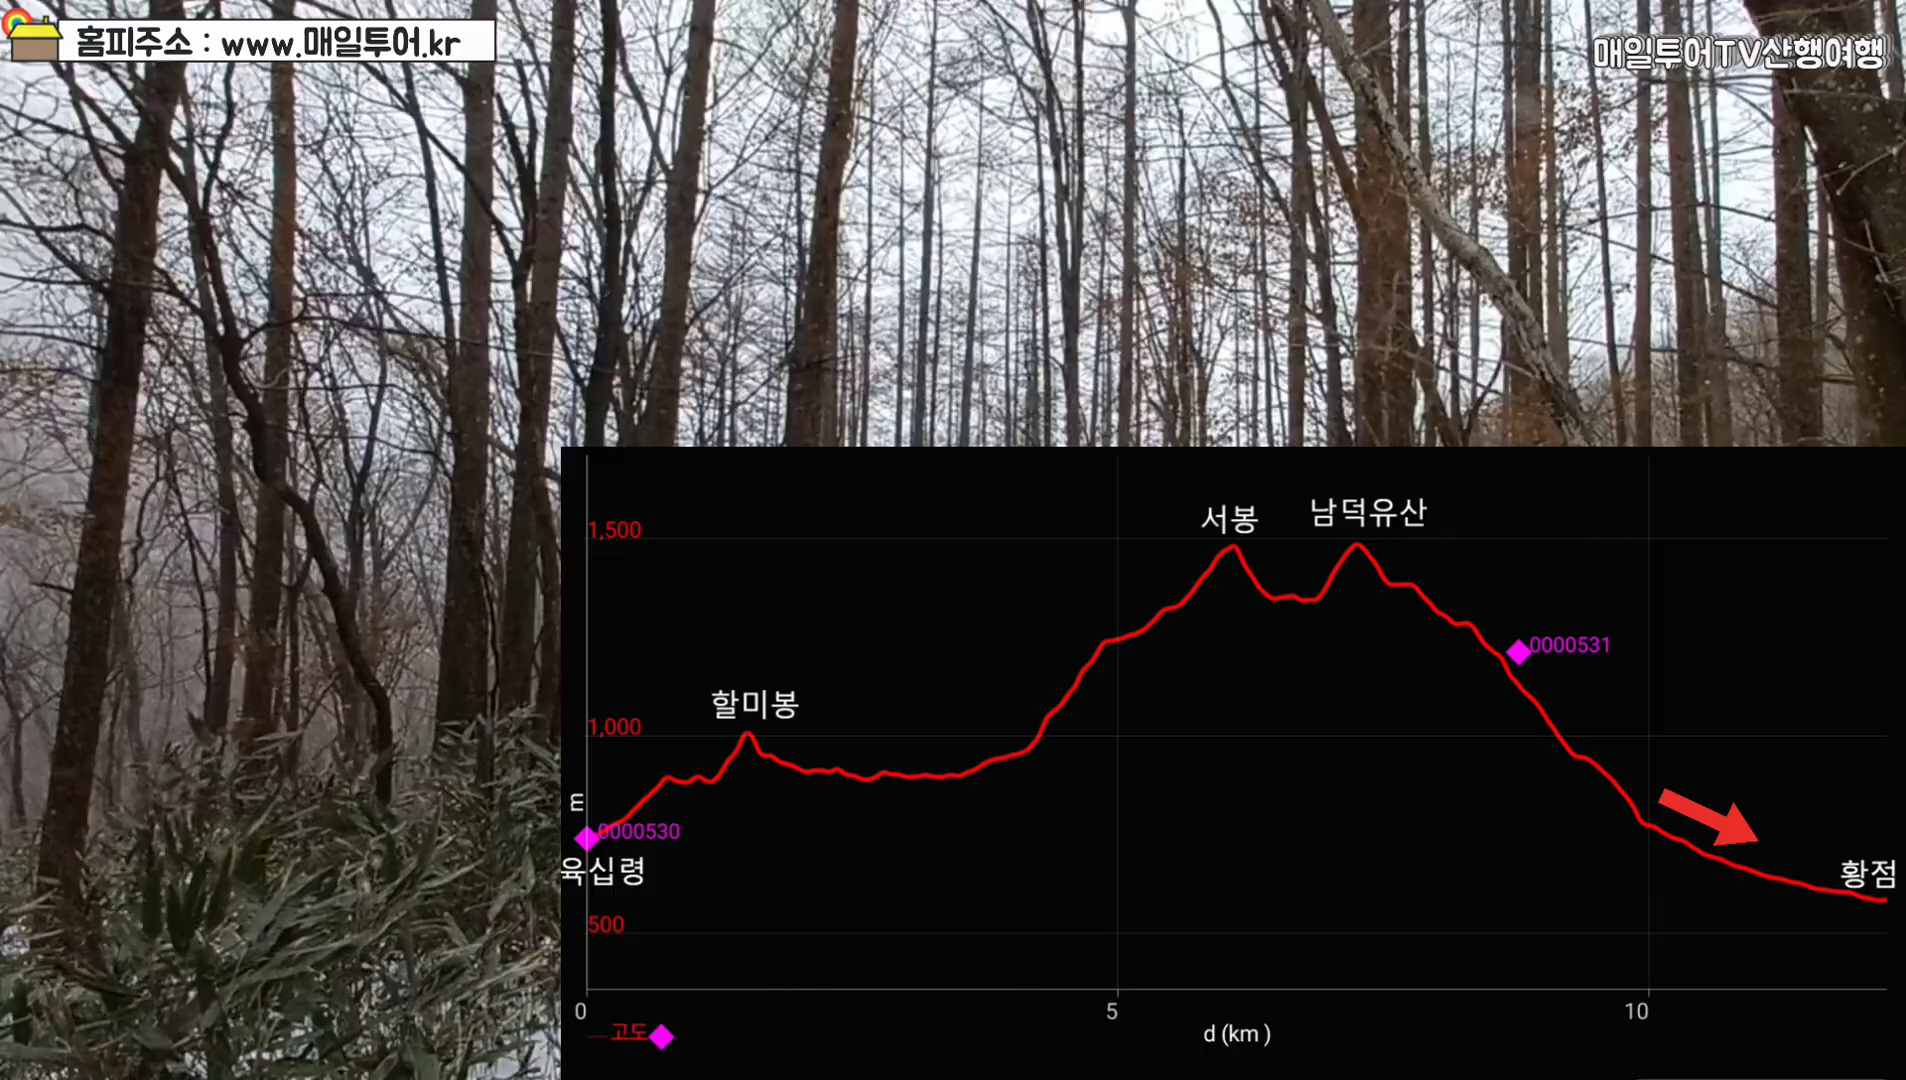 홈피주소 : www.매일투어.kr
매일투어TV산행여행
서봉
남덕유산
1,500
0000531
할미봉
1,000
m
0000530
육십령
황점
500
0
5
10
고도
d (km )